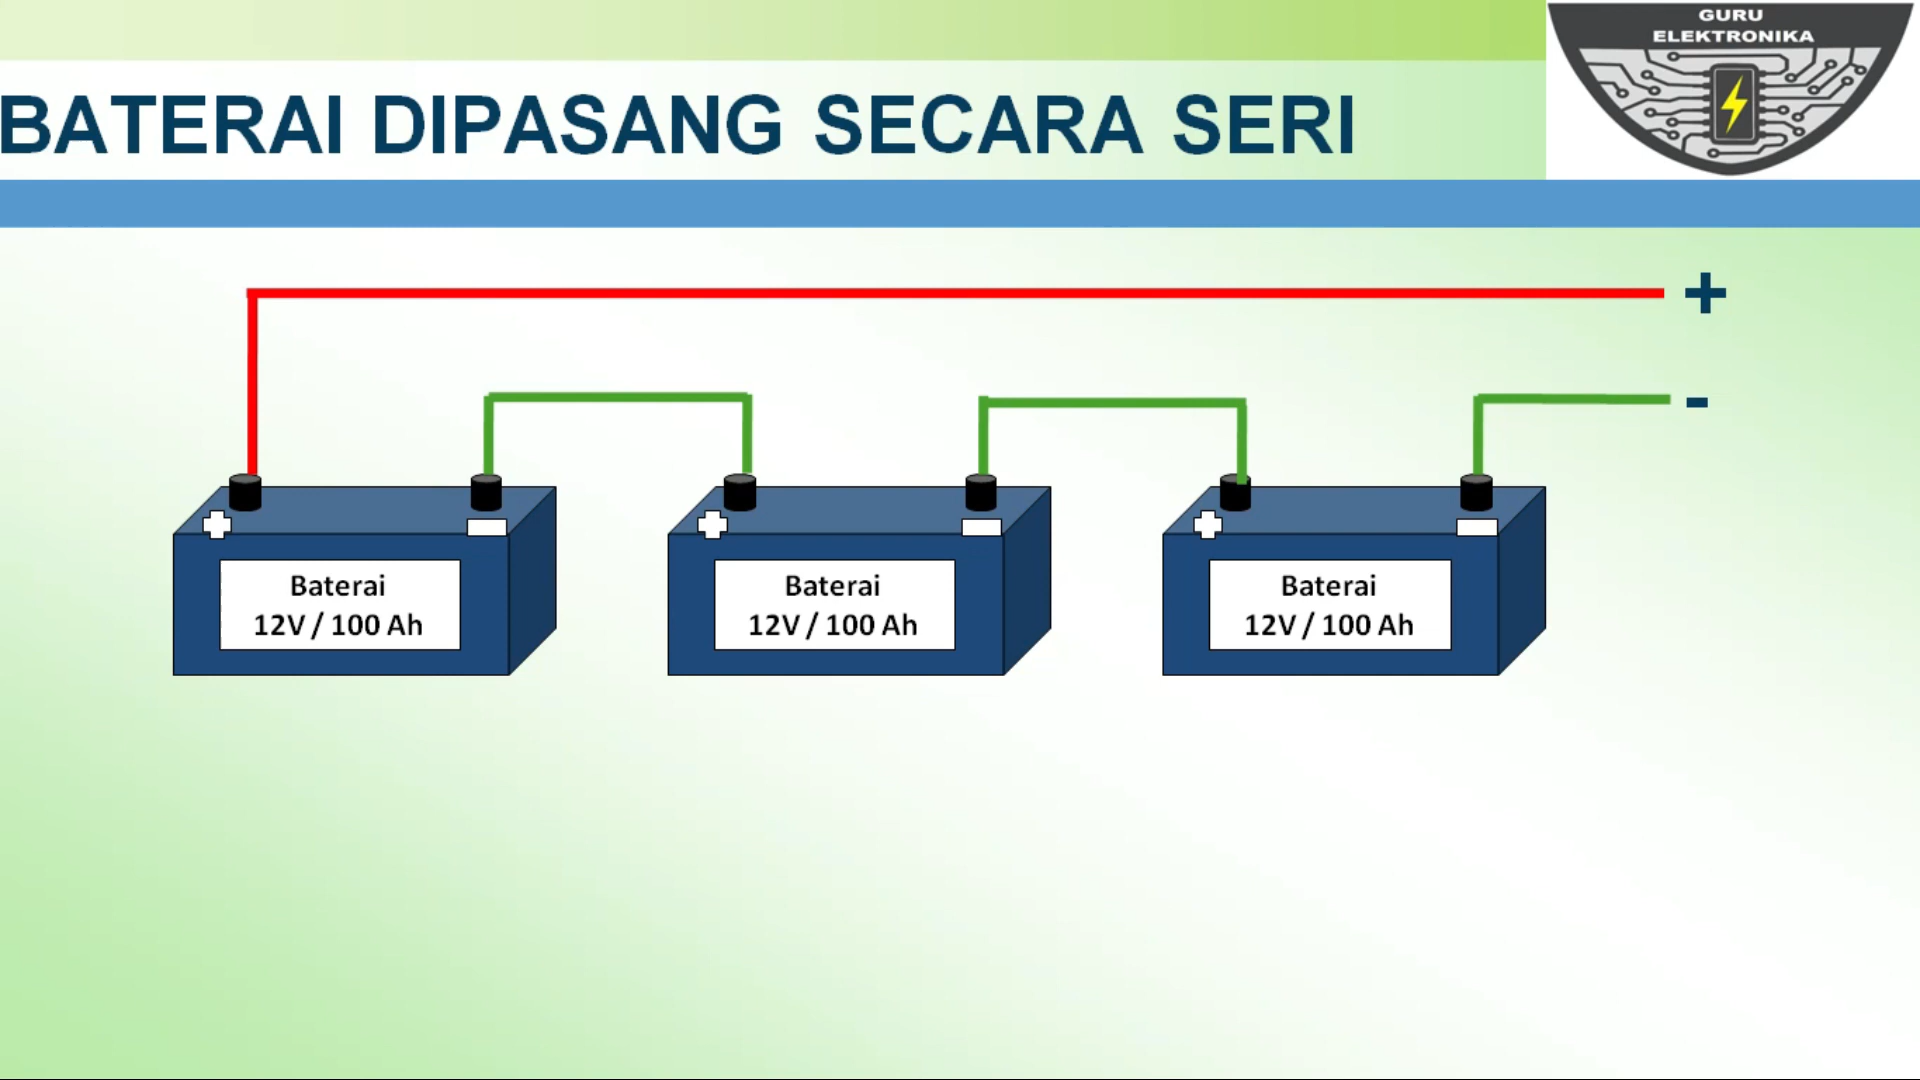 GURU
ELEKTRONIKA
BATERAI DIPASANG SECARA SERI
+
-
Baterai
12V / 100 Ah
Baterai
12V / 100 Ah
Baterai
12V / 100 Ah